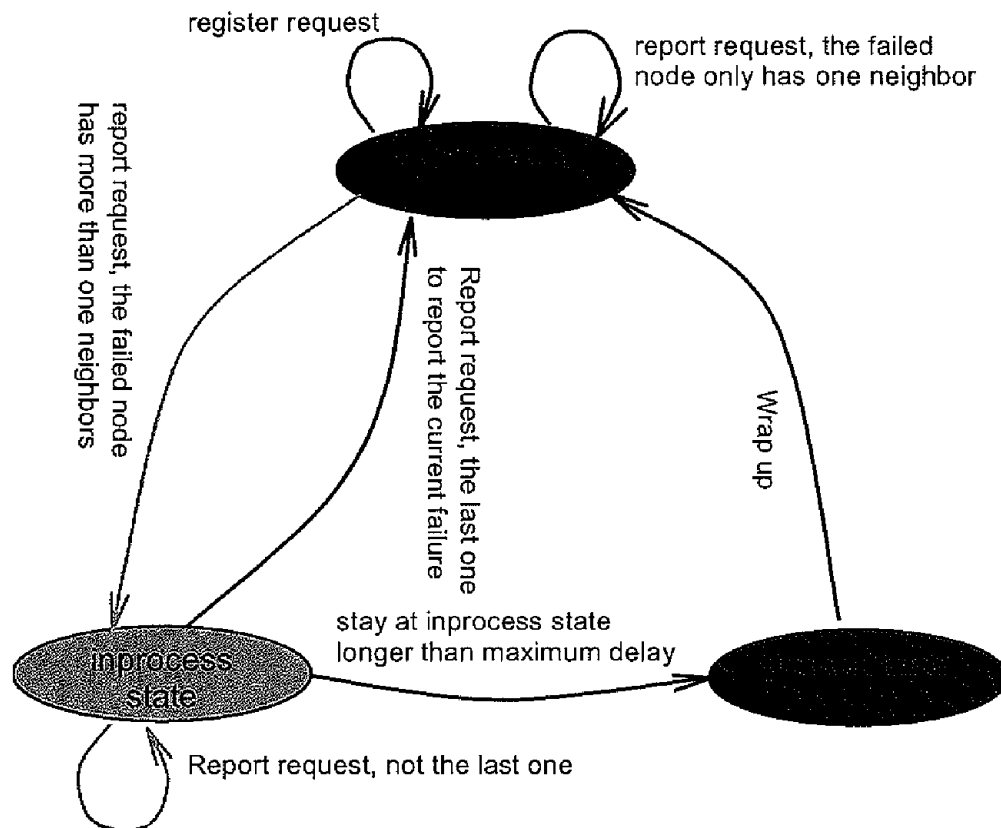 register request
report request, the failed
node only has one neighbor
report request, the failed node
has more than one neighbors
Report request, the last one
to report the current failure
Wrap up
stay at inprocess state
longer than maximum delay
inprocess
state
Report request, not the last one